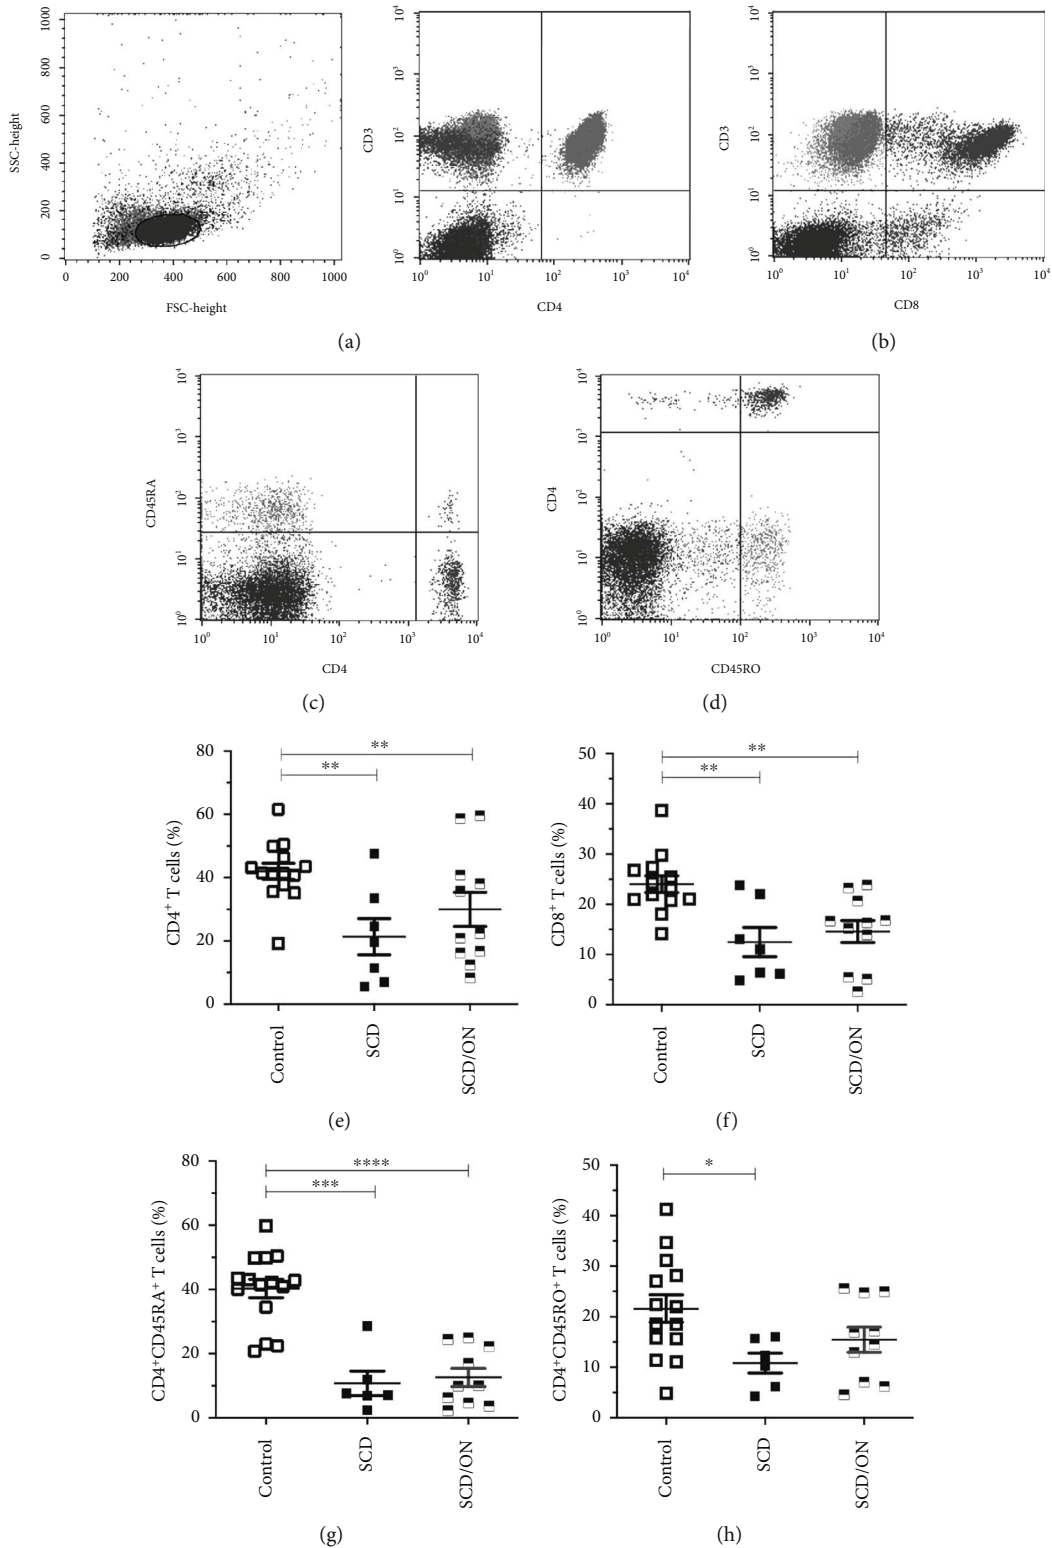 1000
800
600
400
200
0
SSC-height
0 200 400 600 800 1000
FSC-height
10⁴
10³
10²
10¹
10⁰
CD3
10⁰ 10¹ 10² 10³ 10⁴
CD4
(a)
10⁴
10³
10²
10¹
10⁰
CD3
10⁰ 10¹ 10² 10³ 10⁴
CD8
(b)
10⁴
10³
10²
10¹
10⁰
CD45RA
10⁰ 10¹ 10² 10³ 10⁴
CD4
(c)
10⁴
10³
10²
10¹
10⁰
CD4
10⁰ 10¹ 10² 10³ 10⁴
CD45RO
(d)
**
**
80
60
40
20
0
CD4⁺ T cells (%)
Control
SCD
SCD/ON
(e)
**
**
50
40
30
20
10
0
CD8⁺ T cells (%)
Control
SCD
SCD/ON
(f)
****
***
80
60
40
20
0
CD4⁺CD45RA⁺ T cells (%)
Control
SCD
SCD/ON
(g)
*
50
40
30
20
10
0
CD4⁺CD45RO⁺ T cells (%)
Control
SCD
SCD/ON
(h)